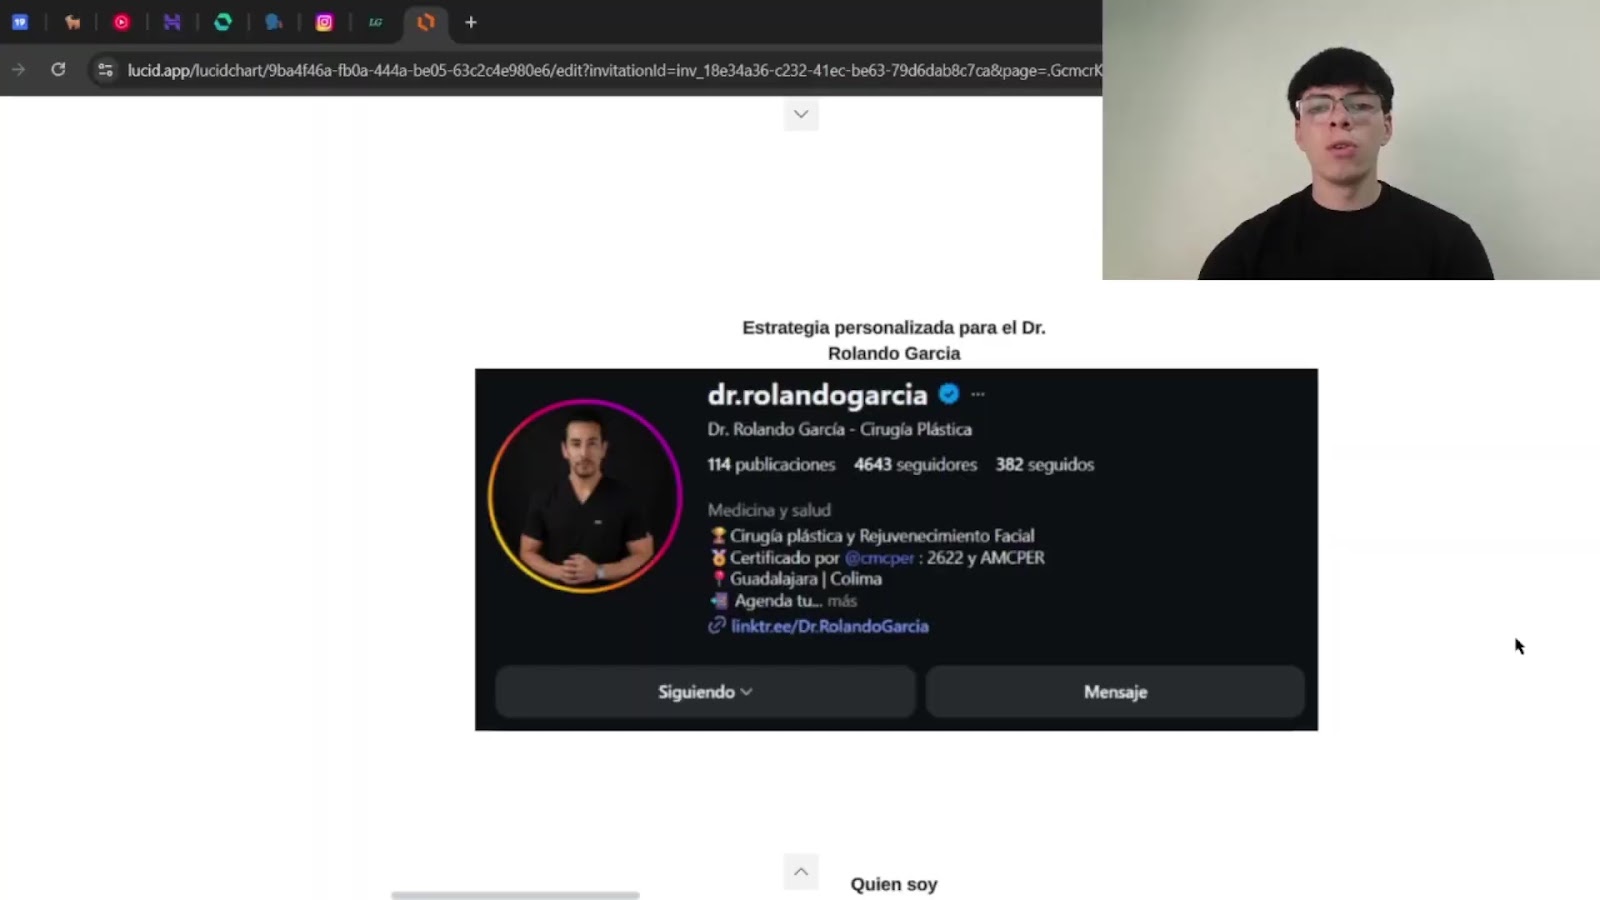 19
LG
lucid.app/lucidchart/9ba4f46a-fb0a-444a-be05-63c2c4e980e6/edit?invitationId=inv_18e34a36-c232-41ec-be63-79d6dab8c7ca&page=.GcmcrK
Estrategia personalizada para el Dr.
Rolando Garcia
dr.rolandogarcia
Dr. Rolando García - Cirugía Plástica
114 publicaciones 4643 seguidores 382 seguidos
Medicina y salud
🏆 Cirugía plástica y Rejuvenecimiento Facial
🏅 Certificado por @cmcper : 2622 y AMCPER
📍 Guadalajara | Colima
📲 Agenda tu... más
linktr.ee/Dr.RolandoGarcia
Siguiendo
Mensaje
Quien soy